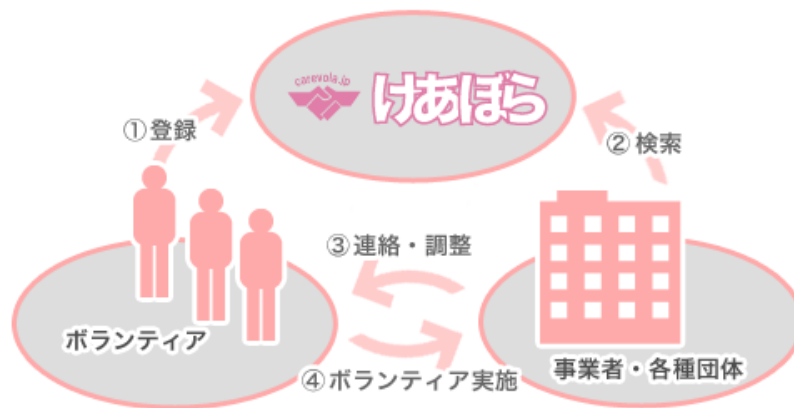 carevola.jp
けあぼら
①登録
②検索
③連絡・調整
ボランティア
事業者・各種団体
④ボランティア実施